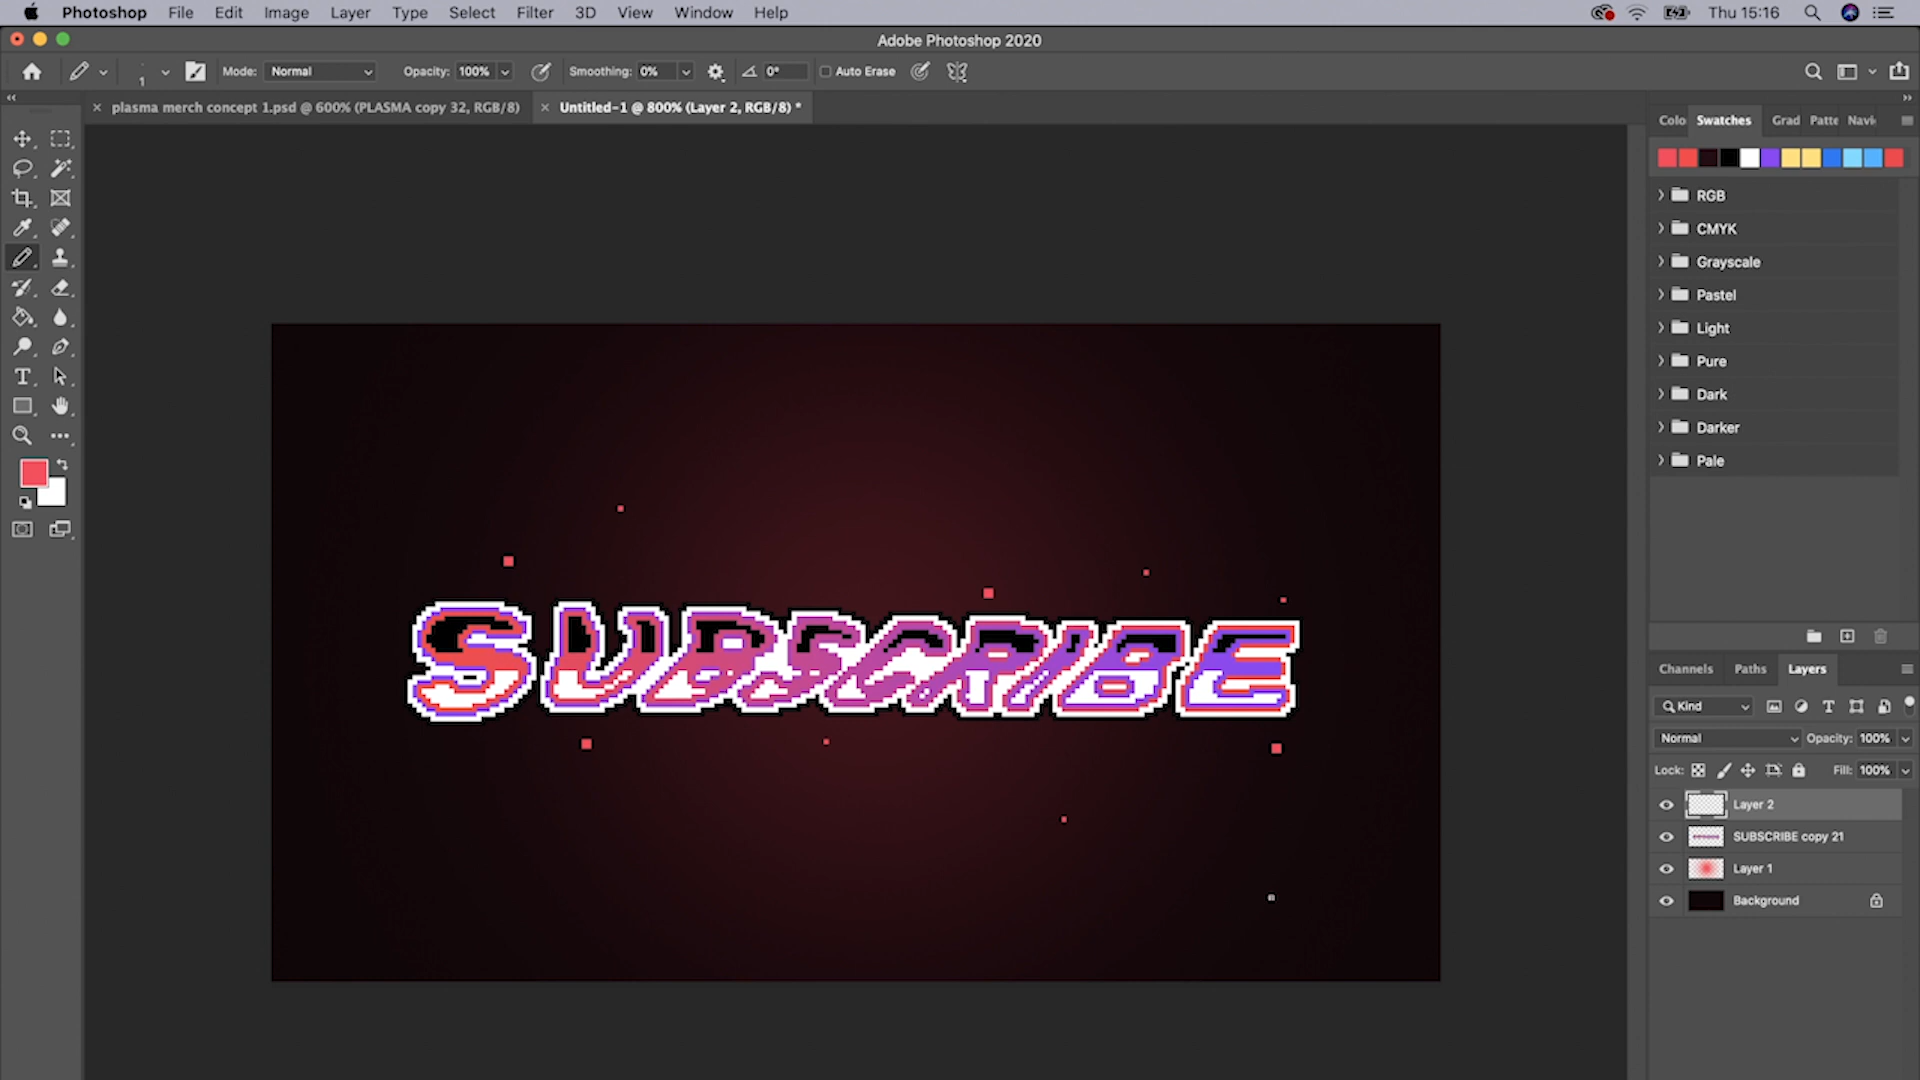 Photoshop File Edit Image Layer Type Select Filter 3D View Window Help Thu 15:16
Adobe Photoshop 2020
1 Mode: Normal Opacity: 100% Smoothing: 0% 0° Auto Erase
plasma merch concept 1.psd @ 600% (PLASMA copy 32, RGB/8) Untitled-1 @ 800% (Layer 2, RGB/8) *
Colo Swatches Grad Patte Navi
RGB
CMYK
Grayscale
Pastel
Light
Pure
Dark
Darker
Pale
SUBSCRIBE
Channels Paths Layers
Kind
Normal Opacity: 100%
Lock: Fill: 100%
Layer 2
SUBSCRIBE copy 21
Layer 1
Background